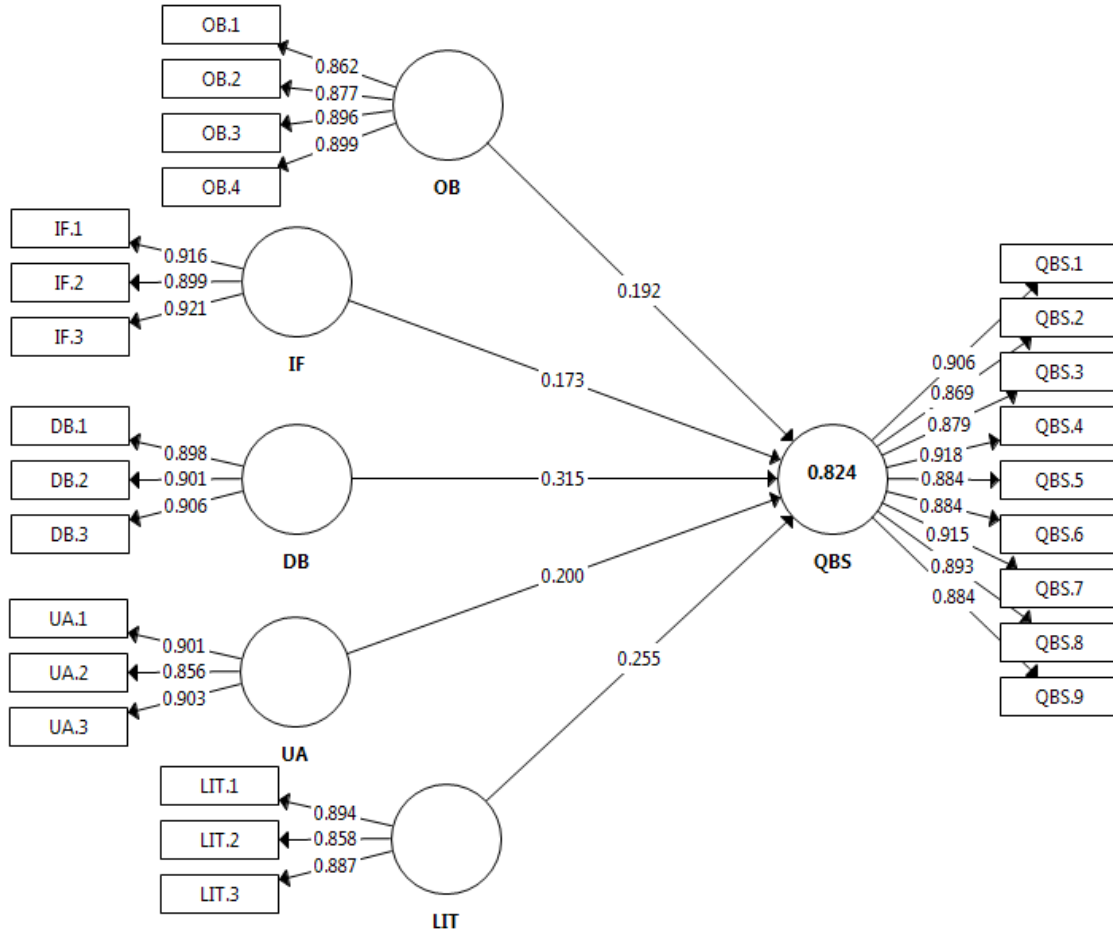 OB.1
OB.2
OB.3
OB.4
0.862
0.877
0.896
0.899
OB
IF.1
IF.2
IF.3
0.916
0.899
0.921
IF
DB.1
DB.2
DB.3
0.898
0.901
0.906
DB
UA.1
UA.2
UA.3
0.901
0.856
0.903
UA
LIT.1
LIT.2
LIT.3
0.894
0.858
0.887
LIT
0.192
0.173
0.315
0.200
0.255
0.824
QBS
0.906
0.869
0.879
0.918
0.884
0.884
0.915
0.893
0.884
QBS.1
QBS.2
QBS.3
QBS.4
QBS.5
QBS.6
QBS.7
QBS.8
QBS.9